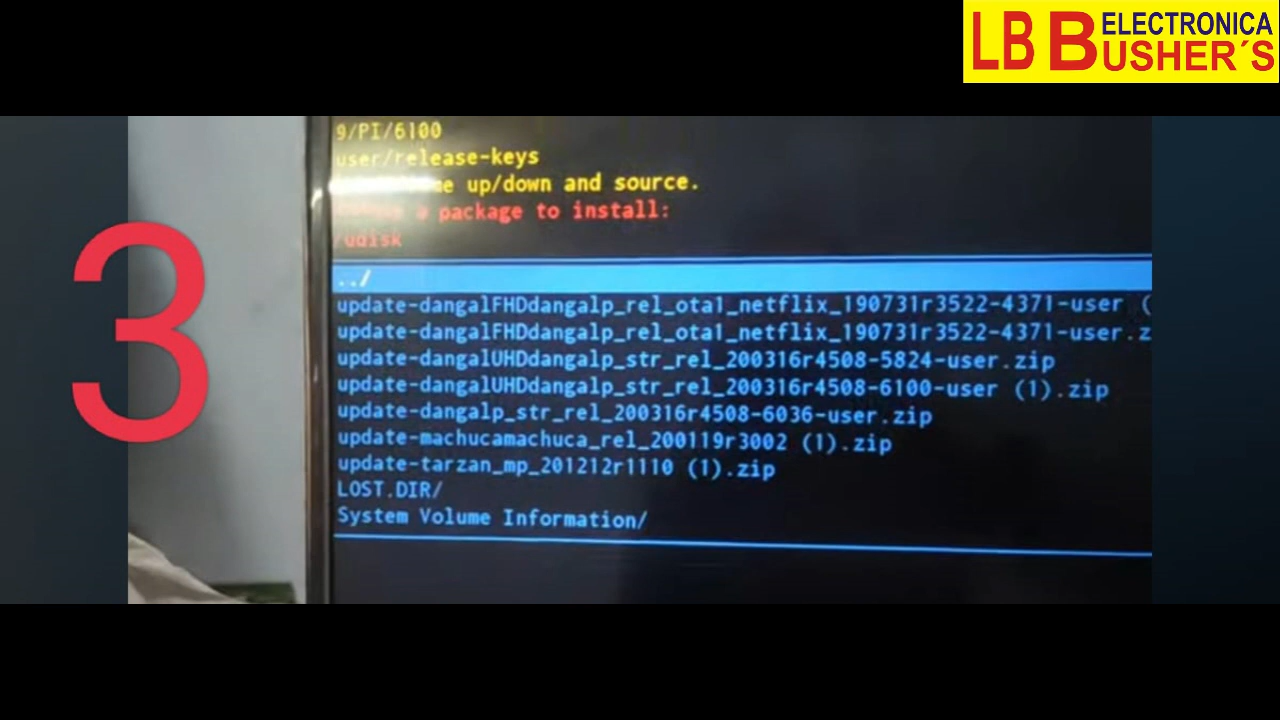 LB BUSHER´S ELECTRONICA
3
9/PI/6100
user/release-keys
up/down and source.
a package to install:
/udisk
../
update-dangalFHDdangalp_rel_ota1_netflix_190731r3522-4371-user (
update-dangalFHDdangalp_rel_ota1_netflix_190731r3522-4371-user.z
update-dangalUHDdangalp_str_rel_200316r4508-5824-user.zip
update-dangalUHDdangalp_str_rel_200316r4508-6100-user (1).zip
update-dangalp_str_rel_200316r4508-6036-user.zip
update-machucamachuca_rel_200119r3002 (1).zip
update-tarzan_mp_201212r1110 (1).zip
LOST.DIR/
System Volume Information/